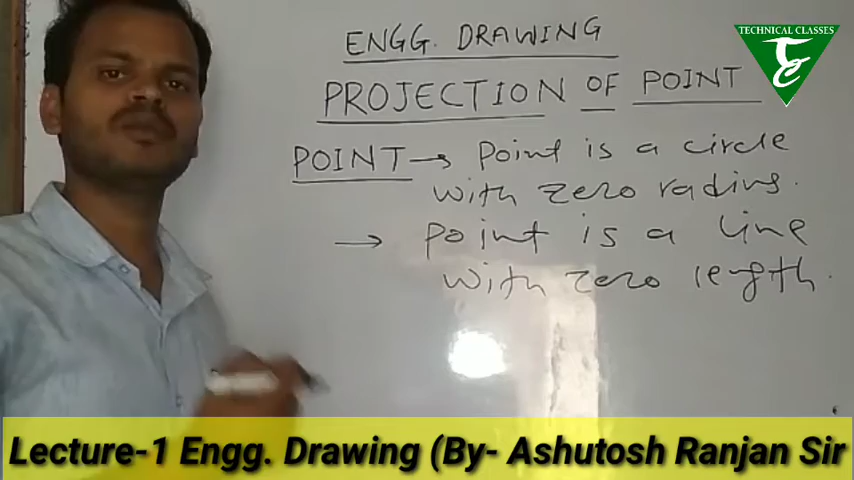 TECHNICAL CLASSES
ENGG. DRAWING
PROJECTION OF POINT
POINT → Point is a circle
with zero radius.
→ point is a line
with zero length.
Lecture-1 Engg. Drawing (By- Ashutosh Ranjan Sir